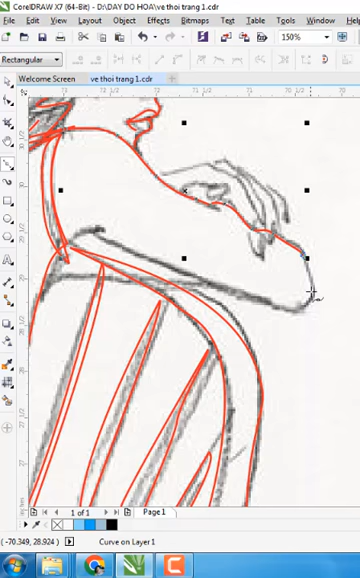 CorelDRAW X7 (64-Bit) - D:\DAY DO HOA\ve thoi trang 1.cdr
File Edit View Layout Object Effects Bitmaps Text Table Tools Window Help
150%
Rectangular
Welcome Screen ve thoi trang 1.cdr
1 of 1 Page 1
( -70.349, 28.924 ) Curve on Layer 1